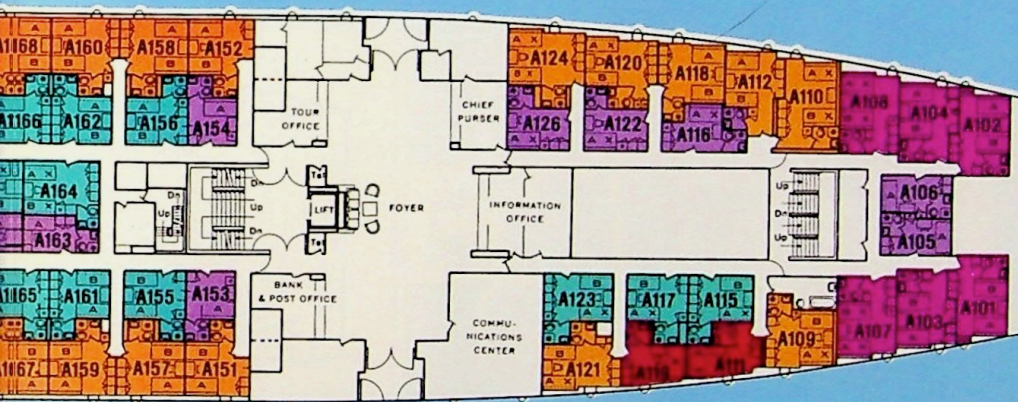 A168 A160 A158 A152
A124 A120 A118 A112 A110 A108 A104 A102
A166 A162 A156 A154
TOUR
OFFICE
CHIEF
PURSER
A126 A122 A116
A164
A163
Dn
Up
Dn
Up
Dn
Tot
LIFT
Tot
FOYER
INFORMATION
OFFICE
Up
Dn
Up
A106
A105
A165 A161 A155 A153
BANK
& POST OFFICE
COMMU-
NICATIONS
CENTER
A123 A117 A115
A167 A159 A157 A151
A121 A109 A107 A103 A101